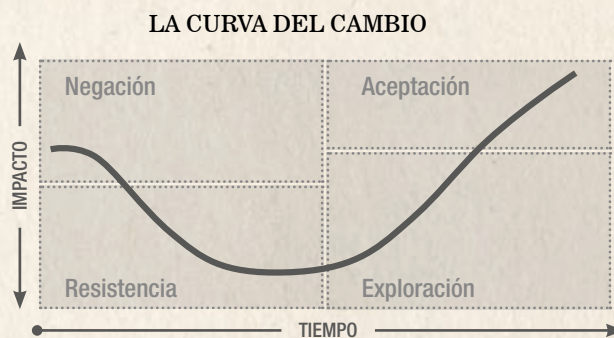 LA CURVA DEL CAMBIO
Negación
Aceptación
IMPACTO
Resistencia
Exploración
TIEMPO